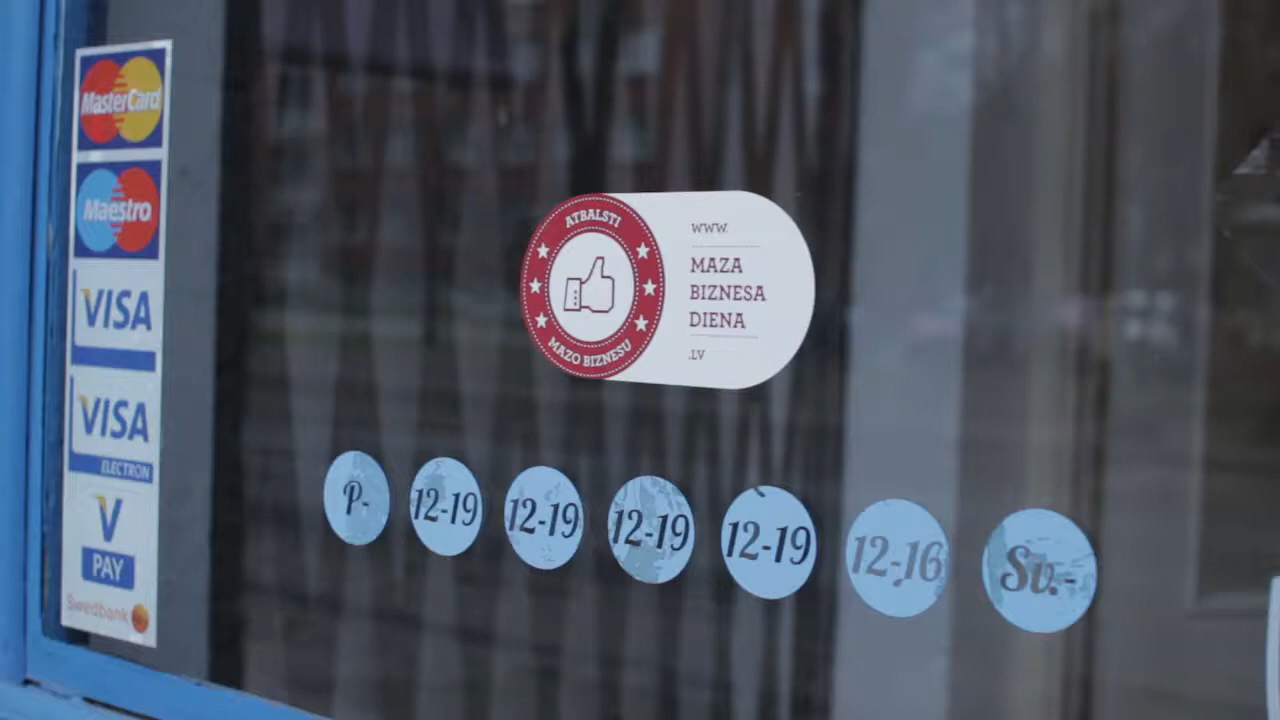 MasterCard
Maestro
VISA
VISA
ELECTRON
V
PAY
Swedbank
ATBALSTI
MAZO BIZNESU
www.
MAZA
BIZNESA
DIENA
.LV
P-
12-19
12-19
12-19
12-19
12-16
Sv.-